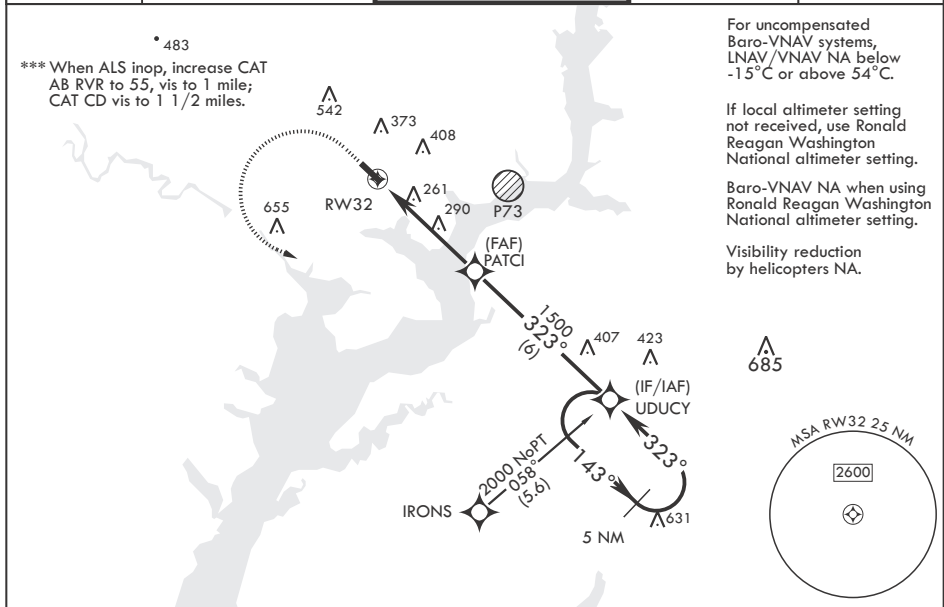 483
*** When ALS inop, increase CAT
AB RVR to 55, vis to 1 mile;
CAT CD vis to 1 1/2 miles.
For uncompensated
Baro-VNAV systems,
LNAV/VNAV NA below
-15°C or above 54°C.
If local altimeter setting
not received, use Ronald
Reagan Washington
National altimeter setting.
Baro-VNAV NA when using
Ronald Reagan Washington
National altimeter setting.
Visibility reduction
by helicopters NA.
542
373
408
RW32
261
P73
655
290
(FAF)
PATCI
1500
323°
(6)
407
423
685
(IF/IAF)
UDUCY
2000 NoPT
058°
(5.6)
143°
323°
IRONS
5 NM
631
MSA RW32 25 NM
2600